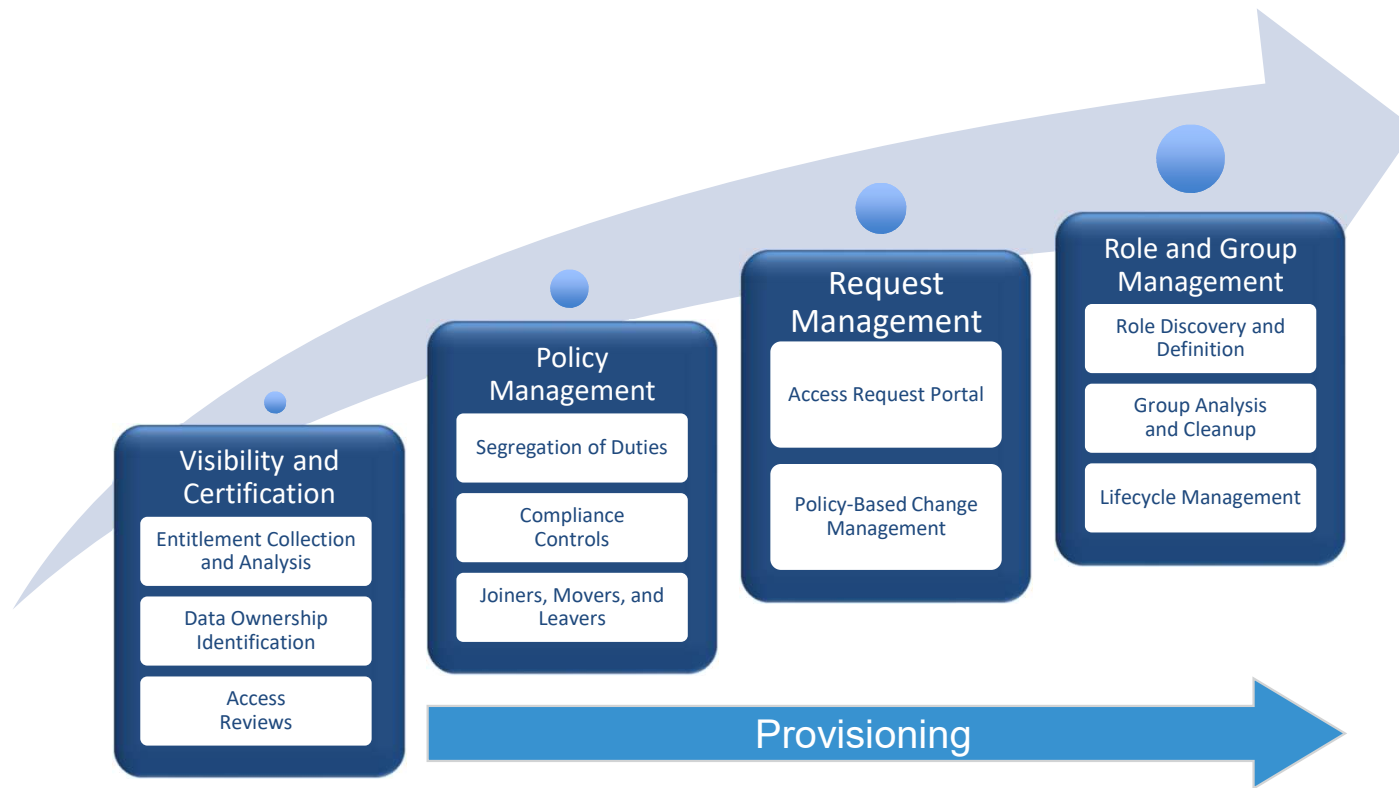 Visibility and
Certification
Entitlement Collection
and Analysis
Data Ownership
Identification
Access
Reviews
Policy
Management
Segregation of Duties
Compliance
Controls
Joiners, Movers, and
Leavers
Request
Management
Access Request Portal
Policy-Based Change
Management
Role and Group
Management
Role Discovery and
Definition
Group Analysis
and Cleanup
Lifecycle Management
Provisioning